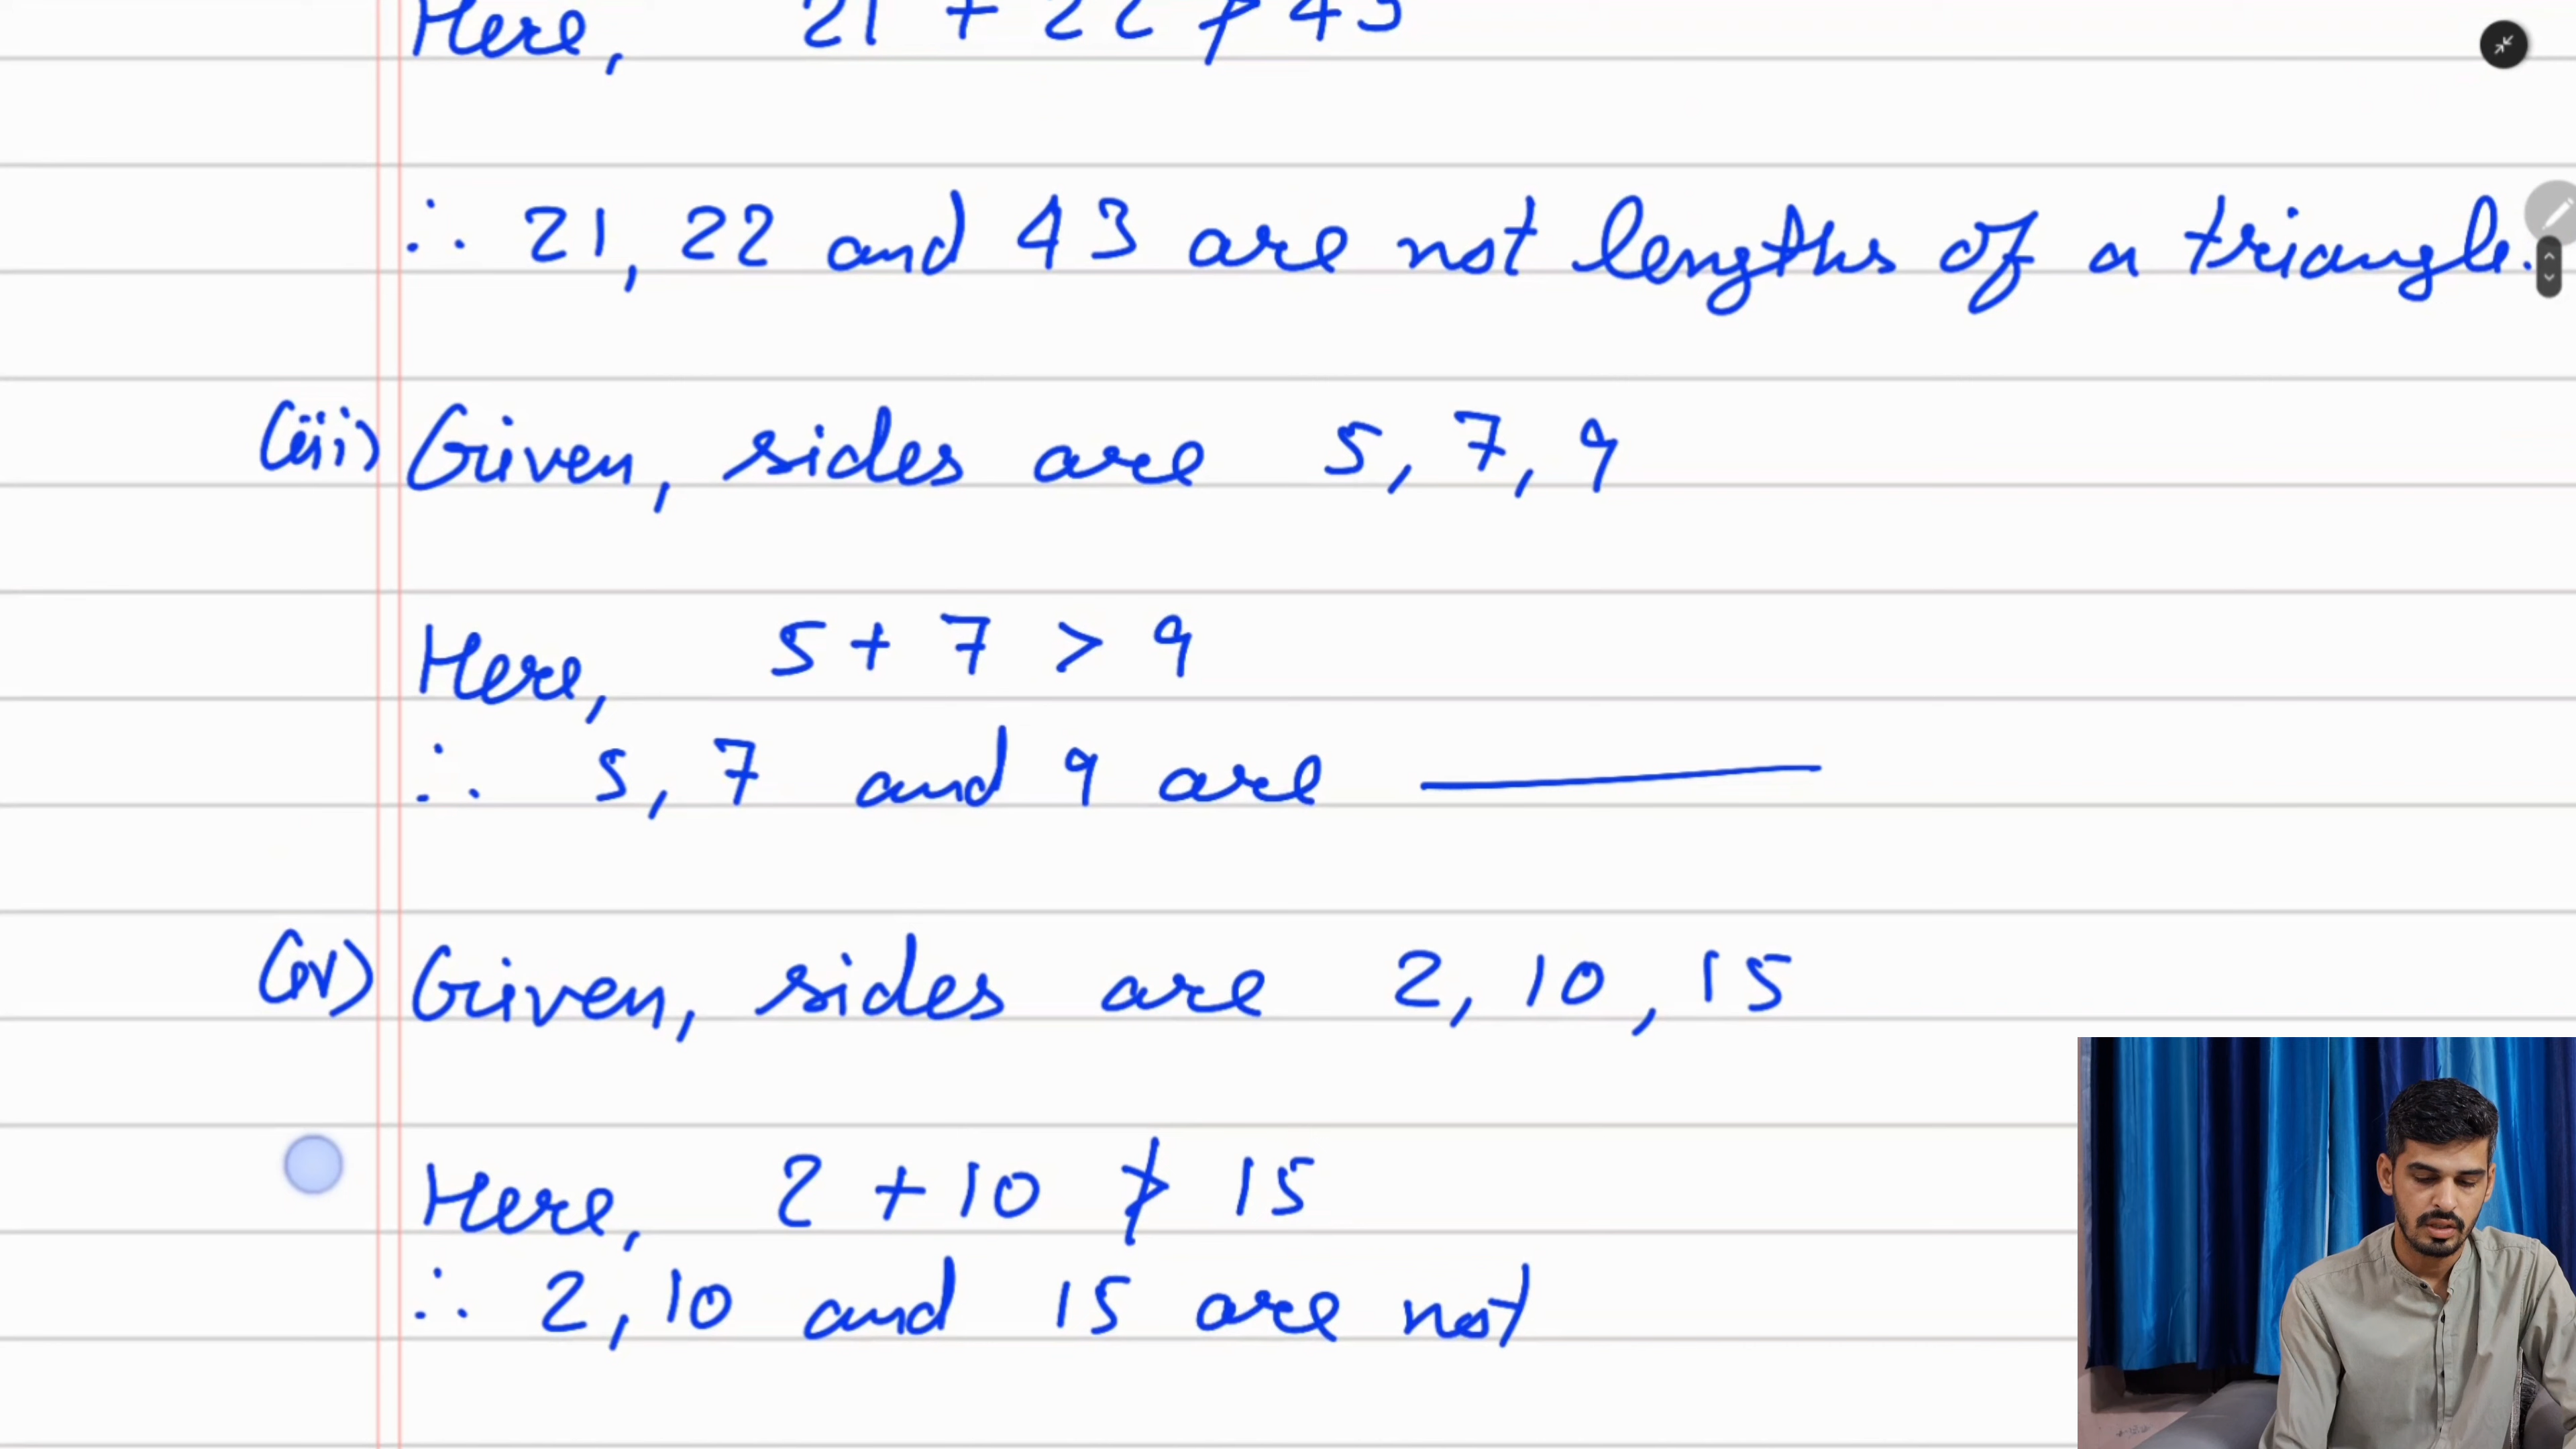 Here, 21 + 22 ≯ 43
∴ 21, 22 and 43 are not lengths of a triangle.
(iii) Given, sides are 5, 7, 9
Here, 5 + 7 > 9
∴ 5, 7 and 9 are
(iv) Given, sides are 2, 10, 15
Here, 2 + 10 ≯ 15
∴ 2, 10 and 15 are not